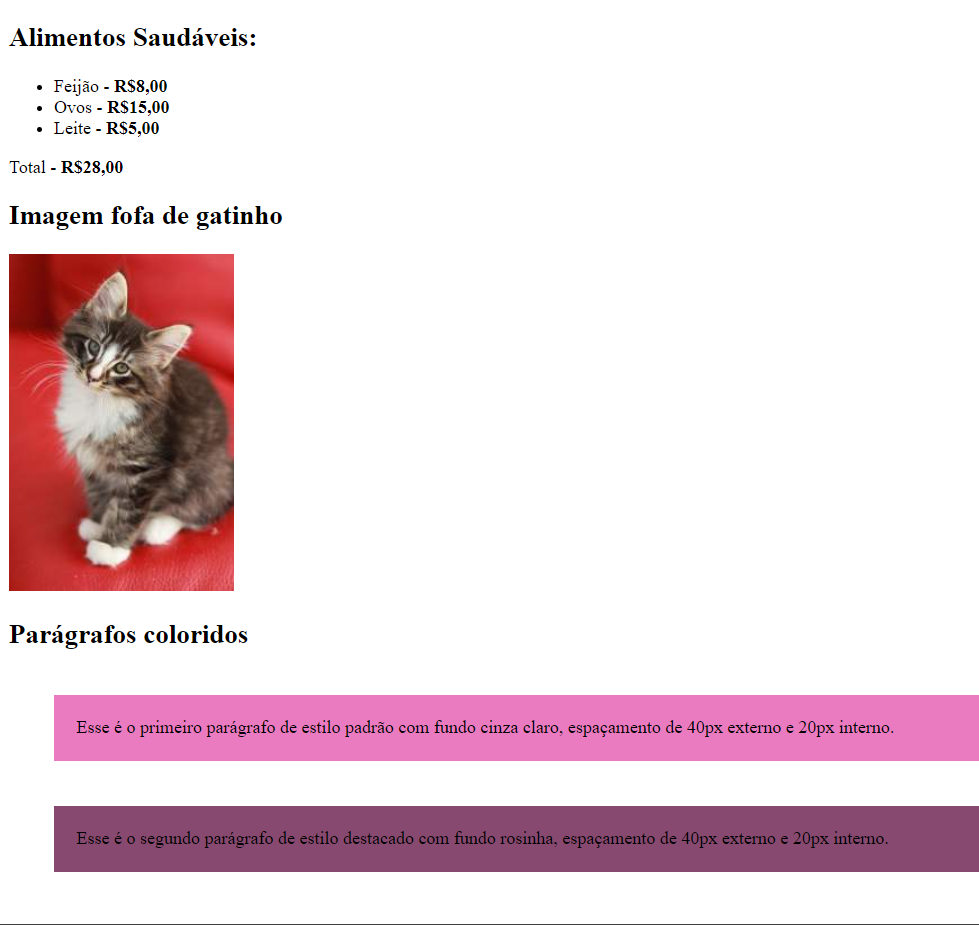 Alimentos Saudáveis:
Feijão - R$8,00
Ovos - R$15,00
Leite - R$5,00
Total - R$28,00
Imagem fofa de gatinho
Parágrafos coloridos
Esse é o primeiro parágrafo de estilo padrão com fundo cinza claro, espaçamento de 40px externo e 20px interno.
Esse é o segundo parágrafo de estilo destacado com fundo rosinha, espaçamento de 40px externo e 20px interno.